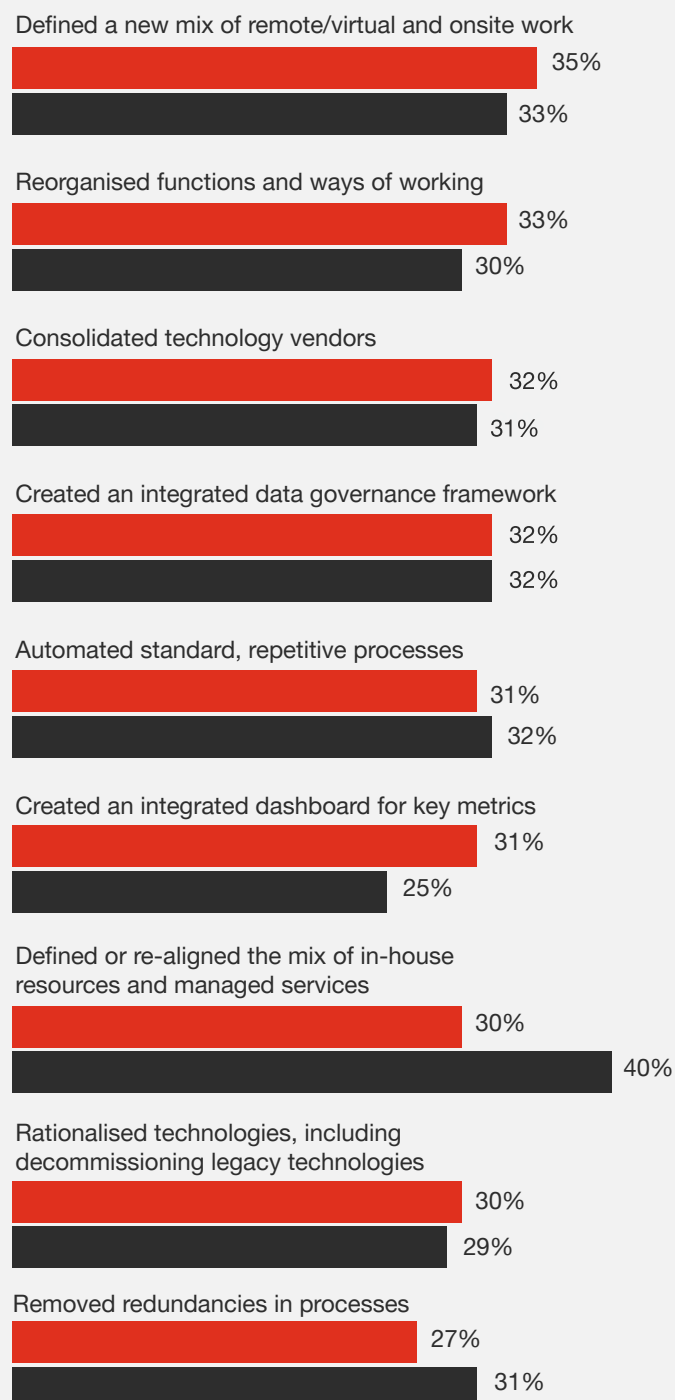 Defined a new mix of remote/virtual and onsite work
35%
33%
Reorganised functions and ways of working
33%
30%
Consolidated technology vendors
32%
31%
Created an integrated data governance framework
32%
32%
Automated standard, repetitive processes
31%
32%
Created an integrated dashboard for key metrics
31%
25%
Defined or re-aligned the mix of in-house
resources and managed services
30%
40%
Rationalised technologies, including
decommissioning legacy technologies
30%
29%
Removed redundancies in processes
27%
31%